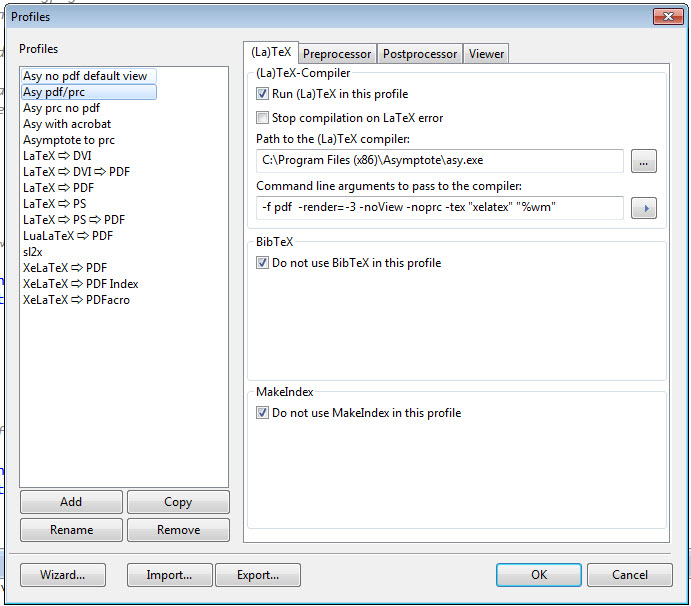 Profiles
Profiles
Asy no pdf default view
Asy pdf/prc
Asy prc no pdf
Asy with acrobat
Asymptote to prc
LaTeX ⇨ DVI
LaTeX ⇨ DVI ⇨ PDF
LaTeX ⇨ PDF
LaTeX ⇨ PS
LaTeX ⇨ PS ⇨ PDF
LuaLaTeX ⇨ PDF
sl2x
XeLaTeX ⇨ PDF
XeLaTeX ⇨ PDF Index
XeLaTeX ⇨ PDFacro
Add
Copy
Rename
Remove
(La)TeX
Preprocessor
Postprocessor
Viewer
(La)TeX-Compiler
Run (La)TeX in this profile
Stop compilation on LaTeX error
Path to the (La)TeX compiler:
C:\Program Files (x86)\Asymptote\asy.exe
...
Command line arguments to pass to the compiler:
-f pdf  -render=-3 -noView -noprc -tex "xelatex" "%wm"
BibTeX
Do not use BibTeX in this profile
MakeIndex
Do not use MakeIndex in this profile
Wizard...
Import...
Export...
OK
Cancel